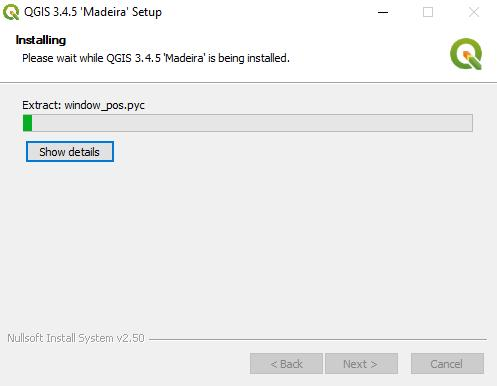 QGIS 3.4.5 'Madeira' Setup
Installing
Please wait while QGIS 3.4.5 'Madeira' is being installed.
Extract: window_pos.pyc
Show details
Nullsoft Install System v2.50
< Back
Next >
Cancel